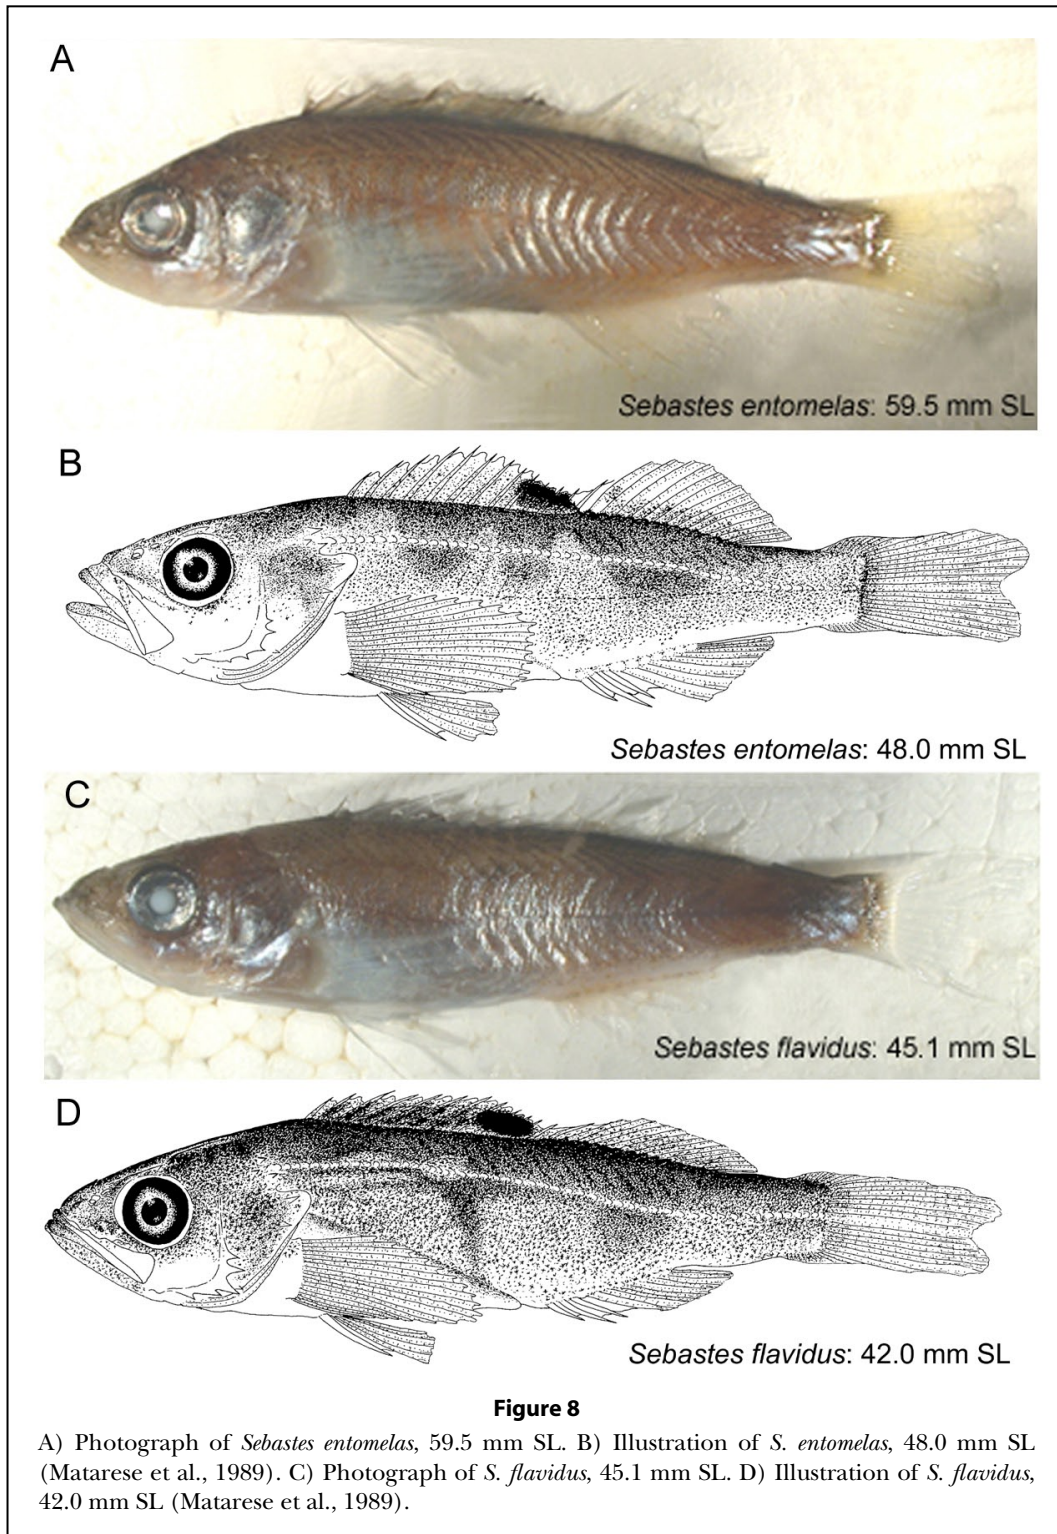 A
Sebastes entomelas: 59.5 mm SL
B
Sebastes entomelas: 48.0 mm SL
C
Sebastes flavidus: 45.1 mm SL
D
Sebastes flavidus: 42.0 mm SL
Figure 8
A) Photograph of Sebastes entomelas, 59.5 mm SL. B) Illustration of S. entomelas, 48.0 mm SL
(Matarese et al., 1989). C) Photograph of S. flavidus, 45.1 mm SL. D) Illustration of S. flavidus,
42.0 mm SL (Matarese et al., 1989).